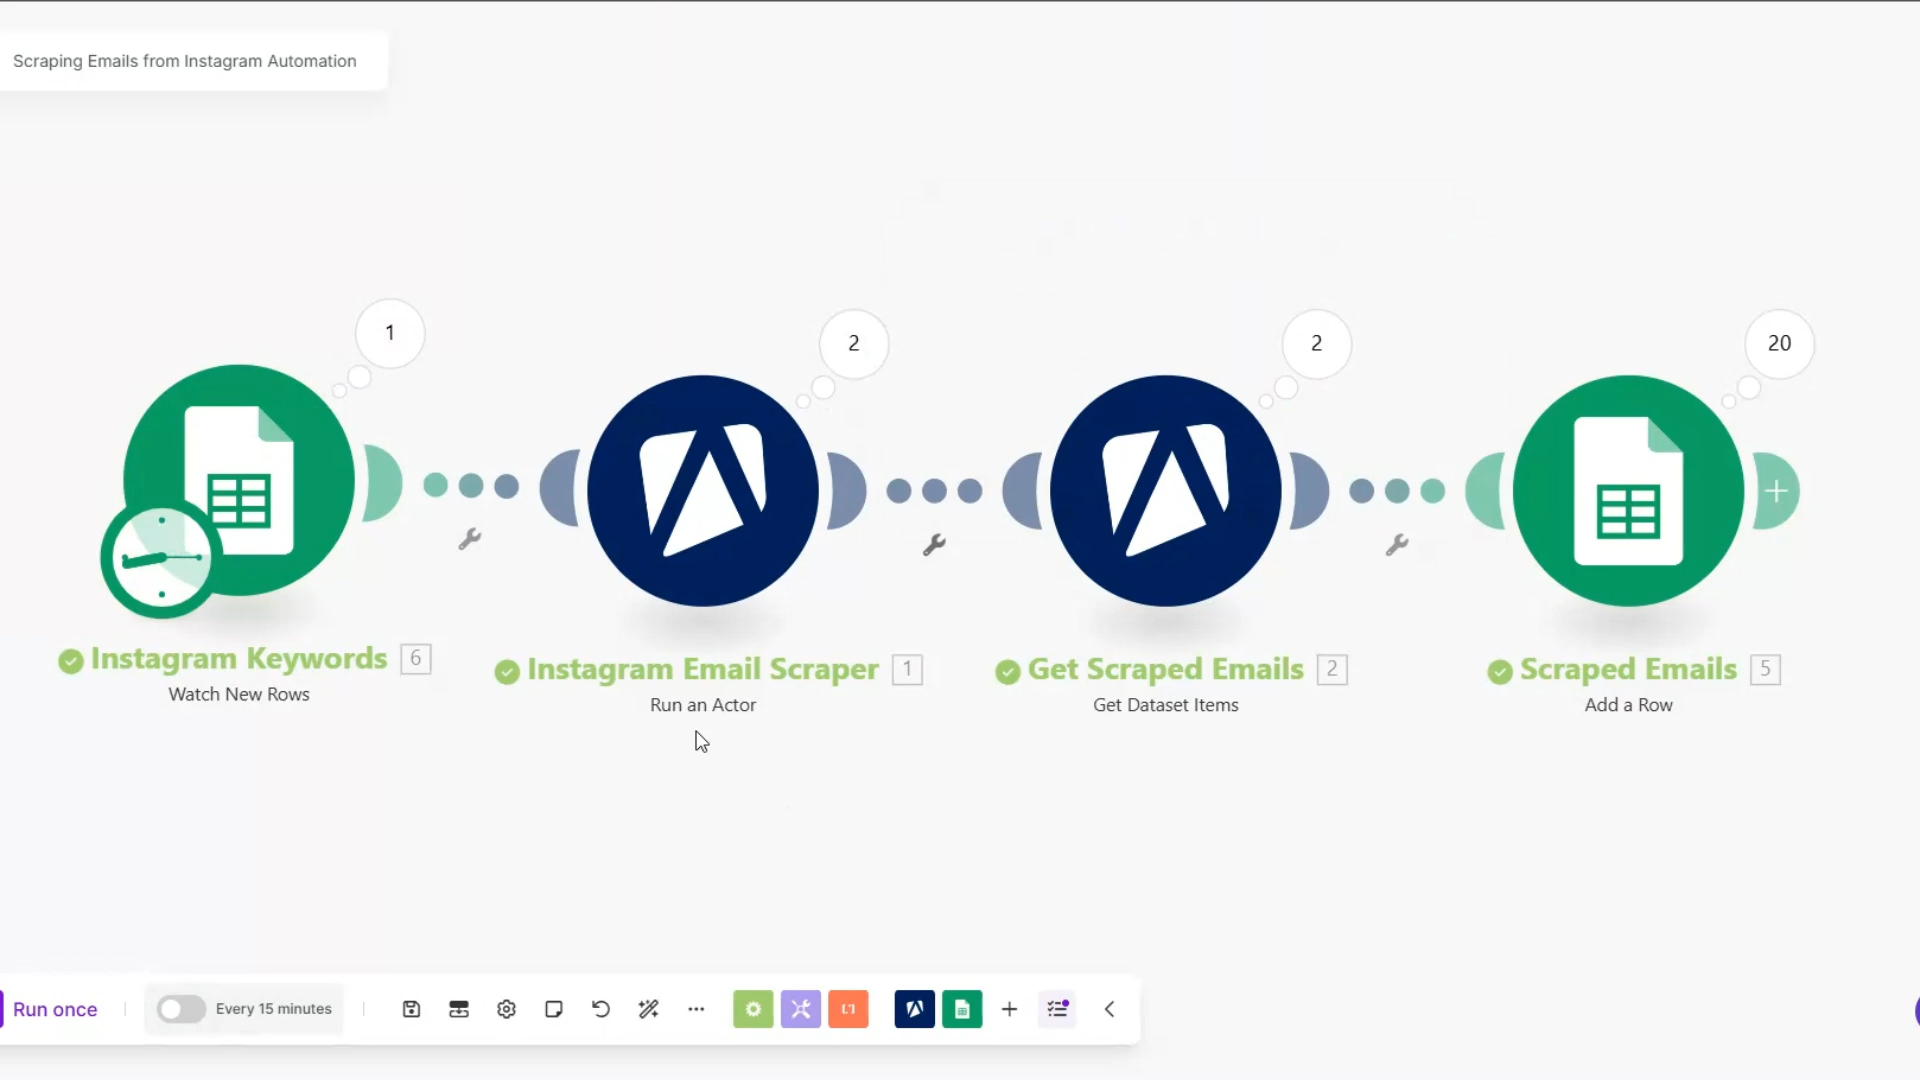 Scraping Emails from Instagram Automation
1
2
2
20
Instagram Keywords 6
Watch New Rows
Instagram Email Scraper 1
Run an Actor
Get Scraped Emails 2
Get Dataset Items
Scraped Emails 5
Add a Row
Run once
Every 15 minutes